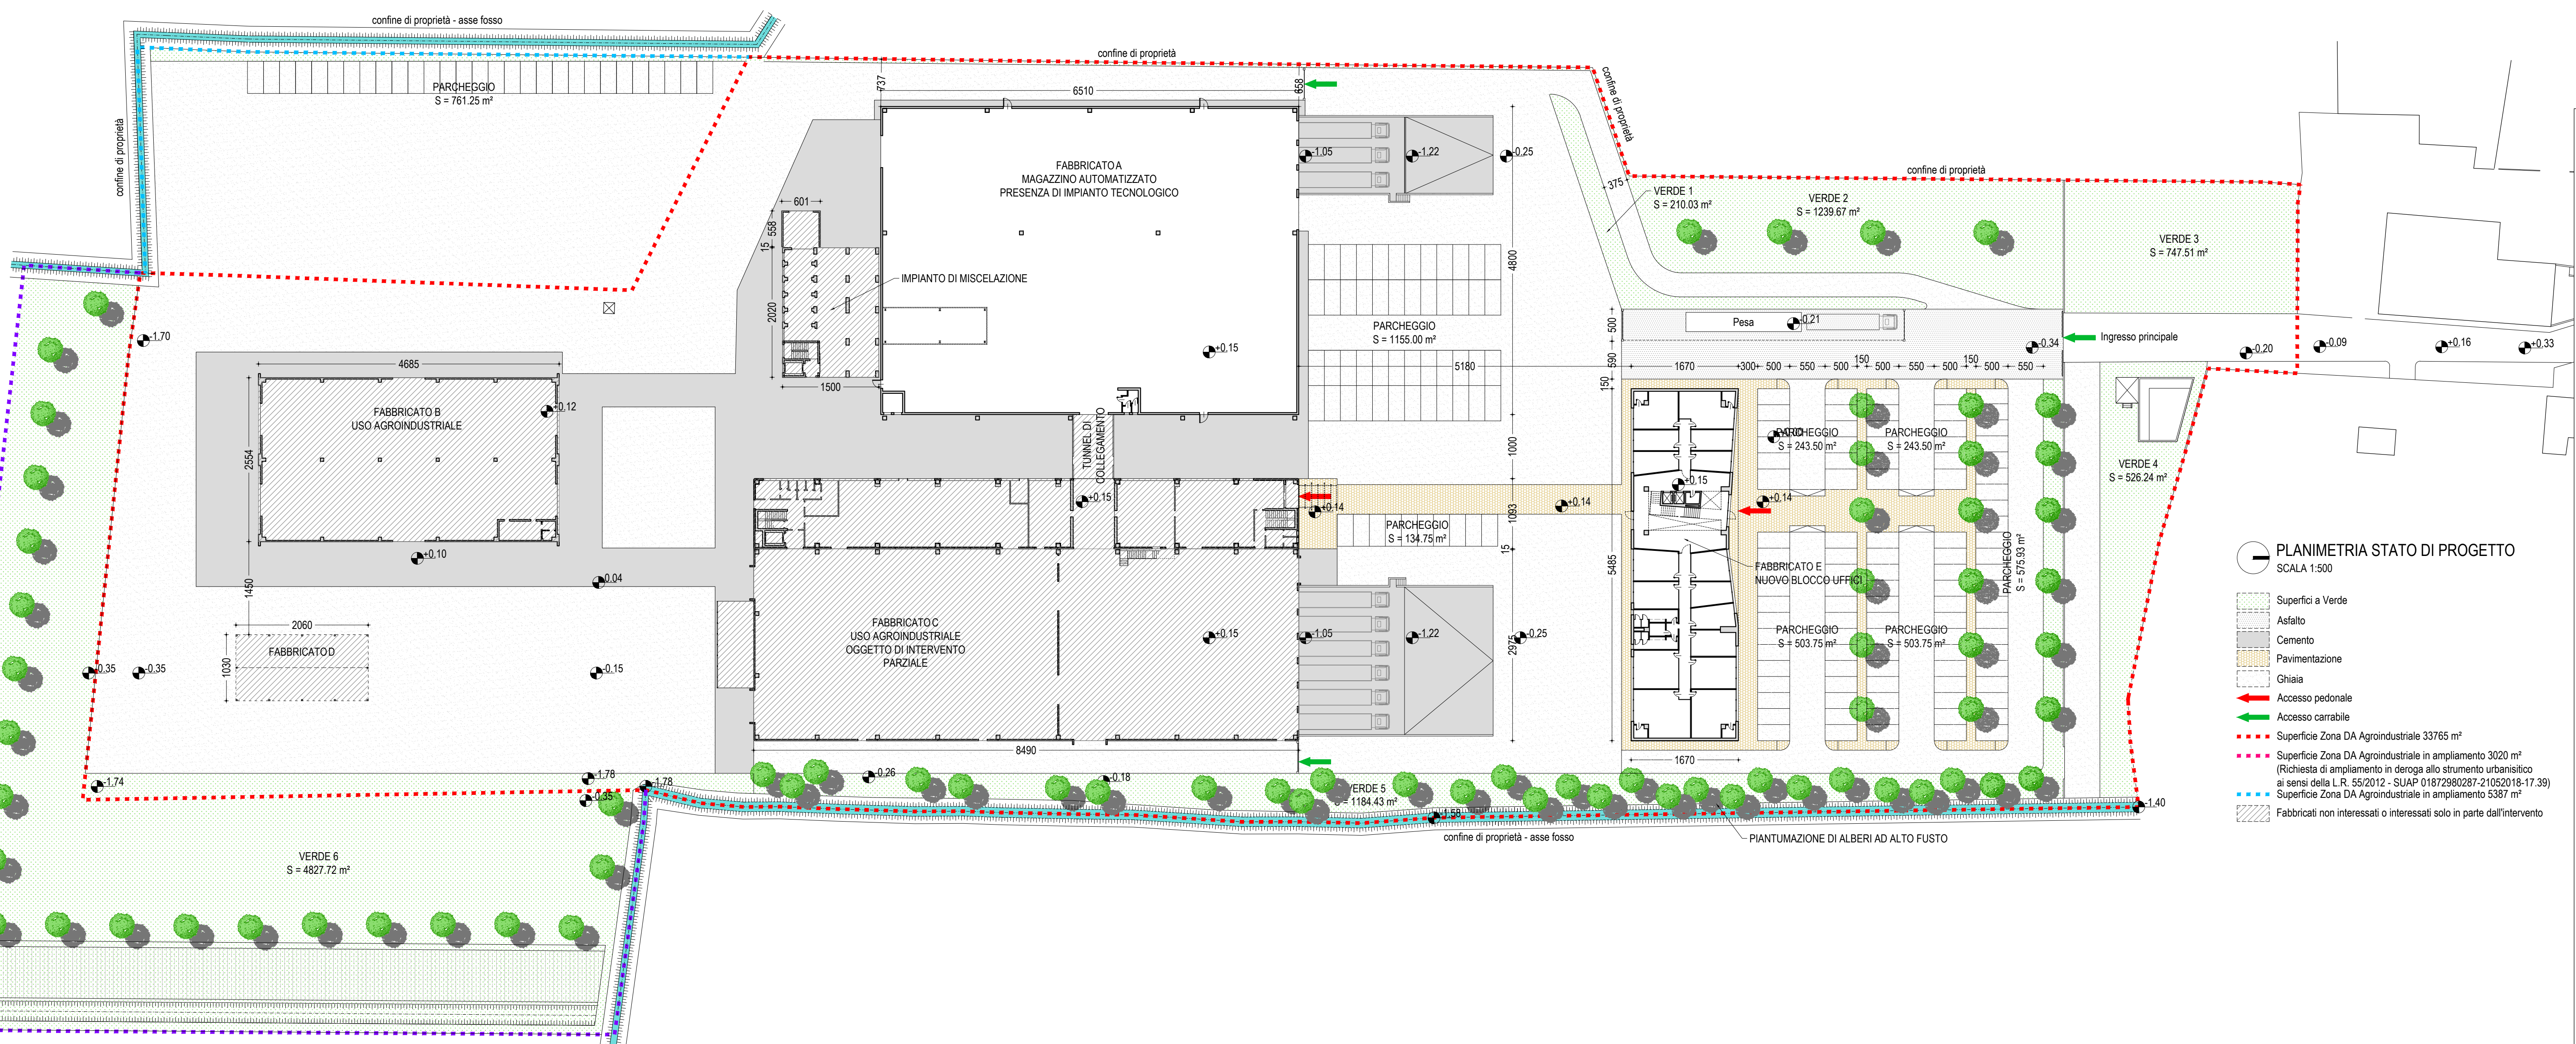 confine di proprietà - asse fosso
confine di proprietà
confine di proprietà
PARCHEGGIO
S = 761.25 m²
737
6510
658
confine di proprietà
confine di proprietà
FABBRICATO A
MAGAZZINO AUTOMATIZZATO
PRESENZA DI IMPIANTO TECNOLOGICO
-1.05
-1.22
-0.25
375
VERDE 1
S = 210.03 m²
VERDE 2
S = 1239.67 m²
VERDE 3
S = 747.51 m²
601
558
15
2020
1500
IMPIANTO DI MISCELAZIONE
4800
+0.15
PARCHEGGIO
S = 1155.00 m²
5180
500
590
150
Pesa
-0.21
Ingresso principale
-0.34
-0.20
-0.09
+0.16
+0.33
1670
300
500
550
500
150
500
550
500
150
500
550
-1.70
4685
FABBRICATO B
USO AGROINDUSTRIALE
+0.12
2554
+0.10
1450
-0.04
TUNNEL DI
COLLEGAMENTO
+0.15
1000
1093
15
+0.14
+0.14
PARCHEGGIO
S = 134.75 m²
+0.15
+0.14
PARCHEGGIO
S = 243.50 m²
PARCHEGGIO
S = 243.50 m²
VERDE 4
S = 526.24 m²
5485
FABBRICATO E
NUOVO BLOCCO UFFICI
PARCHEGGIO
S = 575.93 m²
PARCHEGGIO
S = 503.75 m²
PARCHEGGIO
S = 503.75 m²
2060
1030
FABBRICATO D
-0.35
-0.35
-0.15
FABBRICATO C
USO AGROINDUSTRIALE
OGGETTO DI INTERVENTO
PARZIALE
+0.15
-1.05
-1.22
-0.25
2975
8490
1670
-1.74
-1.78
-0.35
-1.78
-0.26
-0.18
VERDE 5
S = 1184.43 m²
-1.58
-1.40
confine di proprietà - asse fosso
PIANTUMAZIONE DI ALBERI AD ALTO FUSTO
VERDE 6
S = 4827.72 m²
PLANIMETRIA STATO DI PROGETTO
SCALA 1:500
Superfici a Verde
Asfalto
Cemento
Pavimentazione
Ghiaia
Accesso pedonale
Accesso carrabile
Superficie Zona DA Agroindustriale 33765 m²
Superficie Zona DA Agroindustriale in ampliamento 3020 m²
(Richiesta di ampliamento in deroga allo strumento urbanisitico
ai sensi della L.R. 55/2012 - SUAP 01872980287-21052018-17.39)
Superficie Zona DA Agroindustriale in ampliamento 5387 m²
Fabbricati non interessati o interessati solo in parte dall'intervento